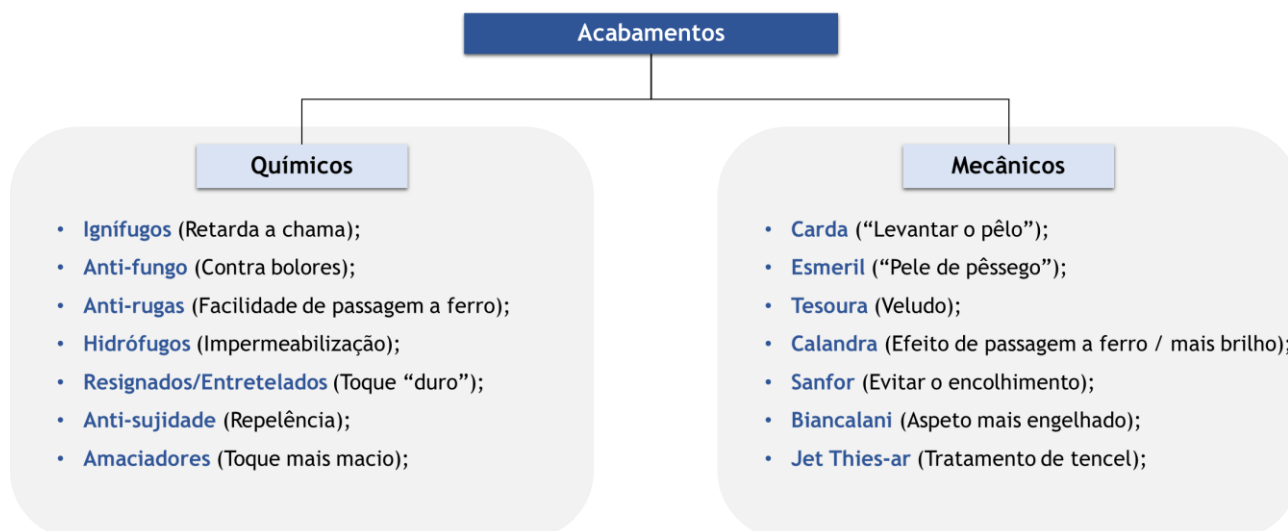 Acabamentos
Químicos
• Ignífugos (Retarda a chama);
• Anti-fungo (Contra bolores);
• Anti-rugas (Facilidade de passagem a ferro);
• Hidrófugos (Impermeabilização);
• Resignados/Entretelados (Toque “duro”);
• Anti-sujidade (Repelência);
• Amaciadores (Toque mais macio);
Mecânicos
• Carda (“Levantar o pêlo”);
• Esmeril (“Pele de pêssego”);
• Tesoura (Veludo);
• Calandra (Efeito de passagem a ferro / mais brilho);
• Sanfor (Evitar o encolhimento);
• Biancalani (Aspeto mais engelhado);
• Jet Thies-ar (Tratamento de tencel);